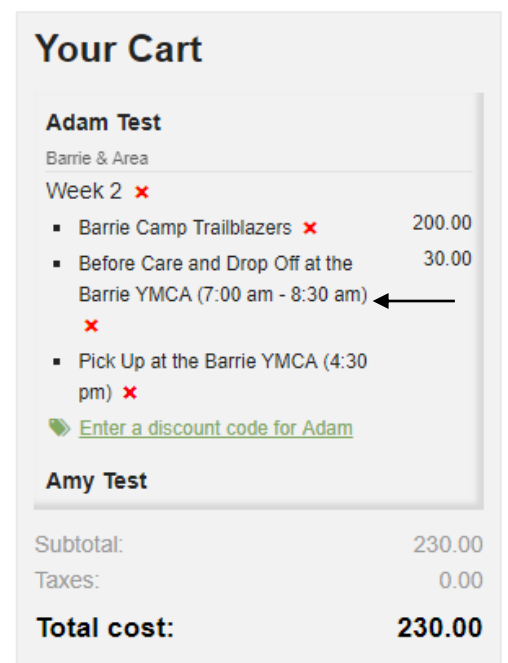 Your Cart
Adam Test
Barrie & Area
Week 2
Barrie Camp Trailblazers 200.00
Before Care and Drop Off at the 30.00
Barrie YMCA (7:00 am - 8:30 am)
Pick Up at the Barrie YMCA (4:30
pm)
Enter a discount code for Adam
Amy Test
Subtotal: 230.00
Taxes: 0.00
Total cost: 230.00